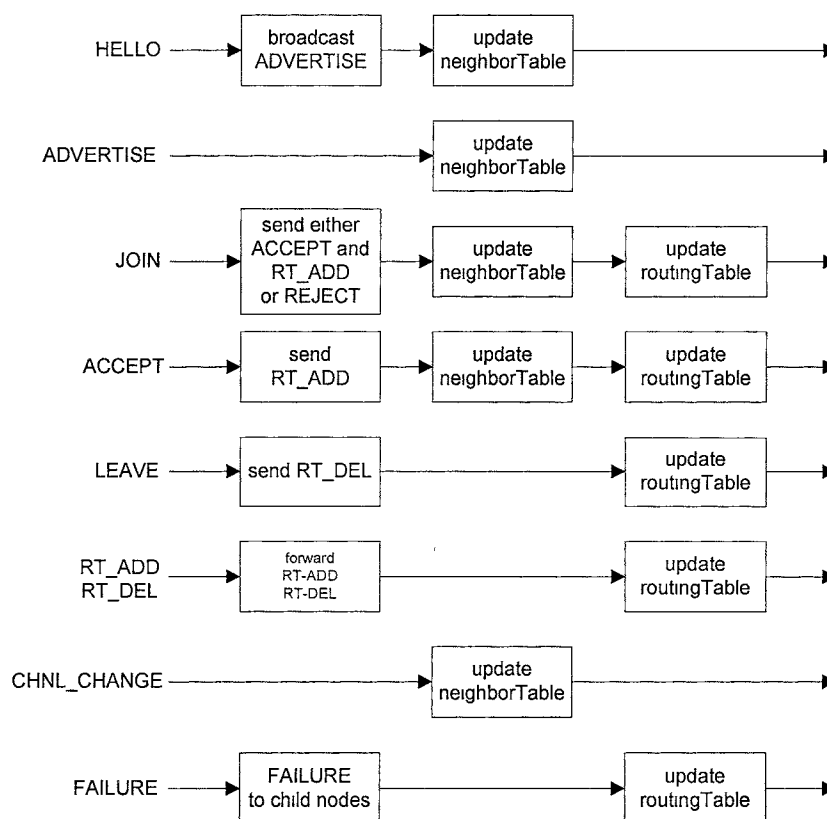 HELLO
broadcast
ADVERTISE
update
neighborTable
ADVERTISE
update
neighborTable
JOIN
send either
ACCEPT and
RT_ADD
or REJECT
update
neighborTable
update
routingTable
ACCEPT
send
RT_ADD
update
neighborTable
update
routingTable
LEAVE
send RT_DEL
update
routingTable
RT_ADD
RT_DEL
forward
RT-ADD
RT-DEL
update
routingTable
CHNL_CHANGE
update
neighborTable
FAILURE
FAILURE
to child nodes
update
routingTable